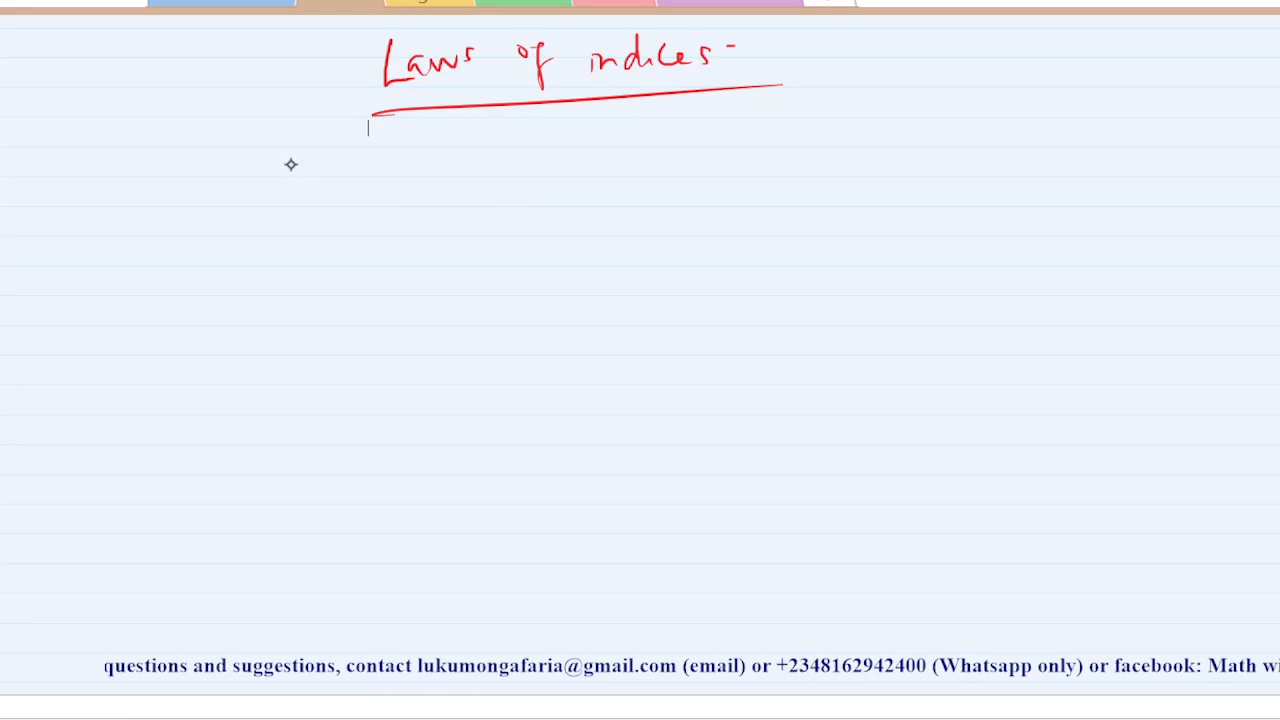 Laws of indices -
questions and suggestions, contact lukumongafaria@gmail.com (email) or +2348162942400 (Whatsapp only) or facebook: Math wi